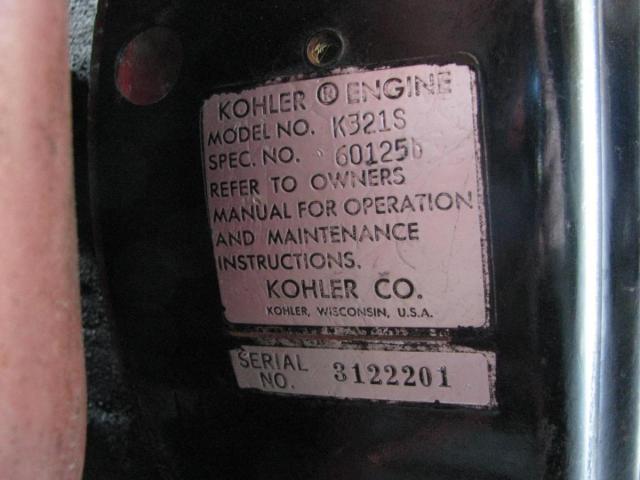 KOHLER ® ENGINE
MODEL NO. K321S
SPEC. NO. 60125b
REFER TO OWNERS
MANUAL FOR OPERATION
AND MAINTENANCE
INSTRUCTIONS.
KOHLER CO.
KOHLER, WISCONSIN, U.S.A.
SERIAL
NO. 3122201